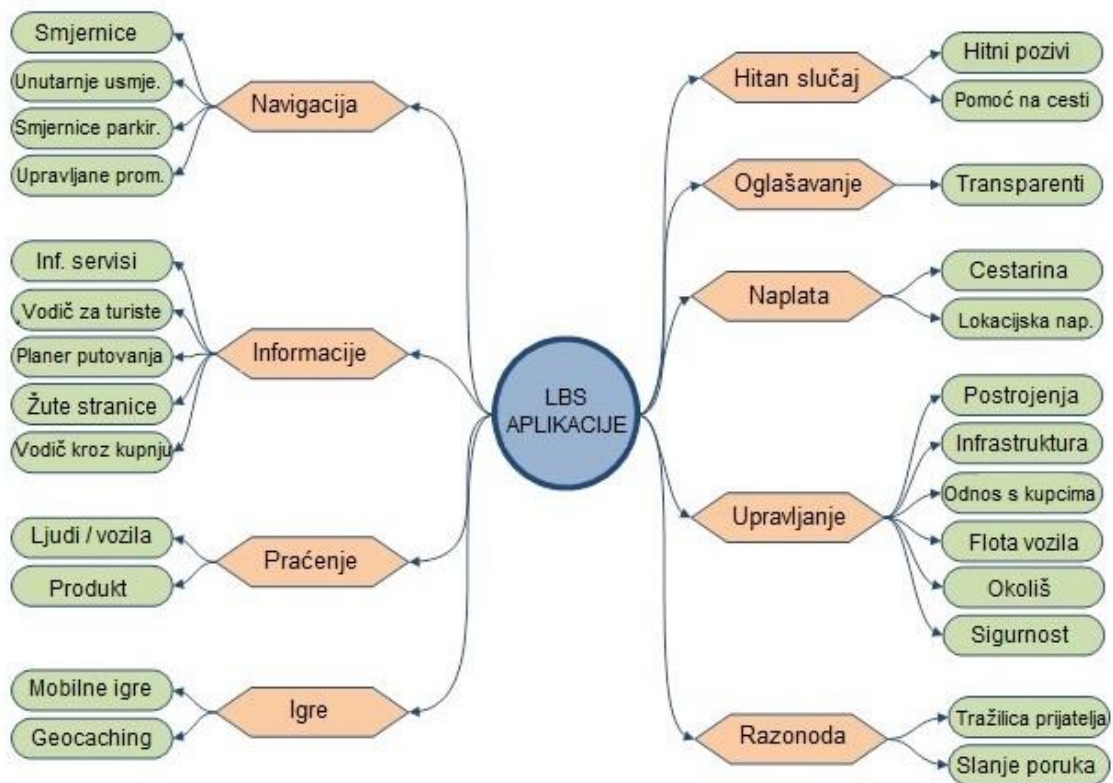 Smjernice
Unutarnje usmje.
Smjernice parkir.
Upravljane prom.
Navigacija
Inf. servisi
Vodič za turiste
Planer putovanja
Žute stranice
Vodič kroz kupnju
Informacije
Ljudi / vozila
Produkt
Praćenje
Mobilne igre
Geocaching
Igre
LBS
APLIKACIJE
Hitan slučaj
Hitni pozivi
Pomoć na cesti
Oglašavanje
Transparenti
Naplata
Cestarina
Lokacijska nap.
Upravljanje
Postrojenja
Infrastruktura
Odnos s kupcima
Flota vozila
Okoliš
Sigurnost
Razonoda
Tražilica prijatelja
Slanje poruka